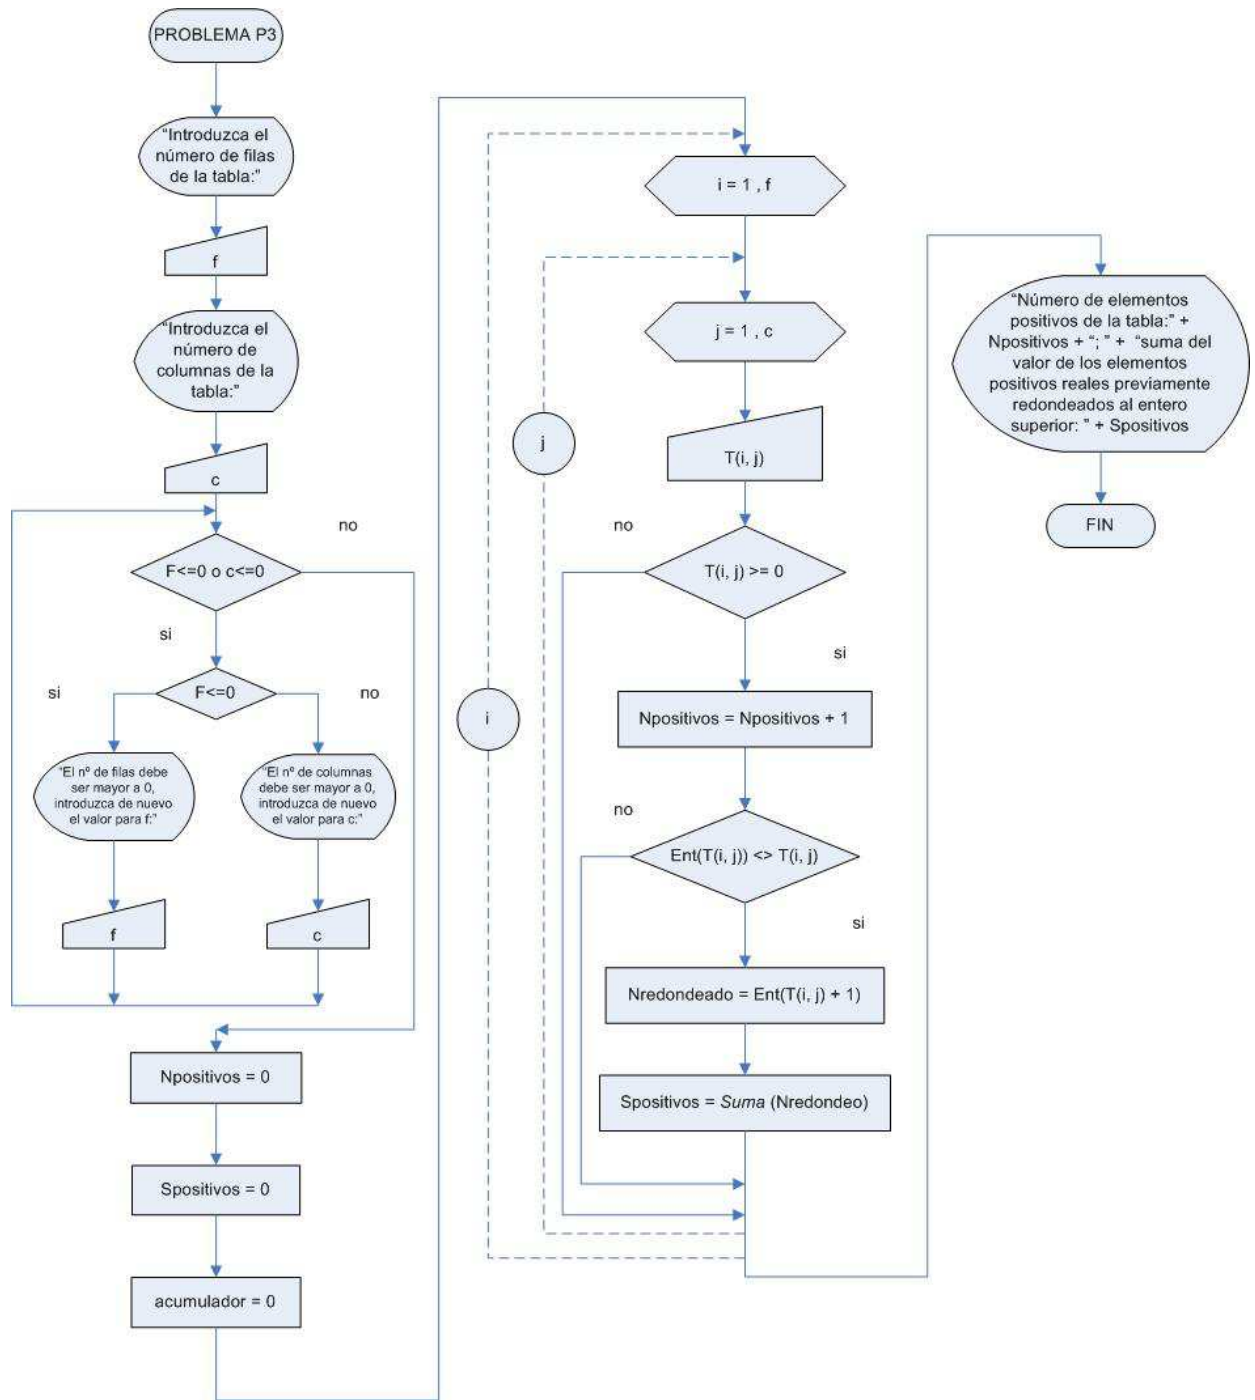 PROBLEMA P3
“Introduzca el
número de filas
de la tabla:”
f
“Introduzca el
número de
columnas de la
tabla:”
c
no
F<=0 o c<=0
si
si
F<=0
no
“El nº de filas debe
ser mayor a 0,
introduzca de nuevo
el valor para f:”
“El nº de columnas
debe ser mayor a 0,
introduzca de nuevo
el valor para c:”
f
c
Npositivos = 0
Spositivos = 0
acumulador = 0
i = 1 , f
j = 1 , c
j
T(i, j)
no
T(i, j) >= 0
si
i
Npositivos = Npositivos + 1
no
Ent(T(i, j)) <> T(i, j)
si
Nredondeado = Ent(T(i, j) + 1)
Spositivos = Suma (Nredondeo)
“Número de elementos
positivos de la tabla:” +
Npositivos + “; ” + “suma del
valor de los elementos
positivos reales previamente
redondeados al entero
superior: ” + Spositivos
FIN